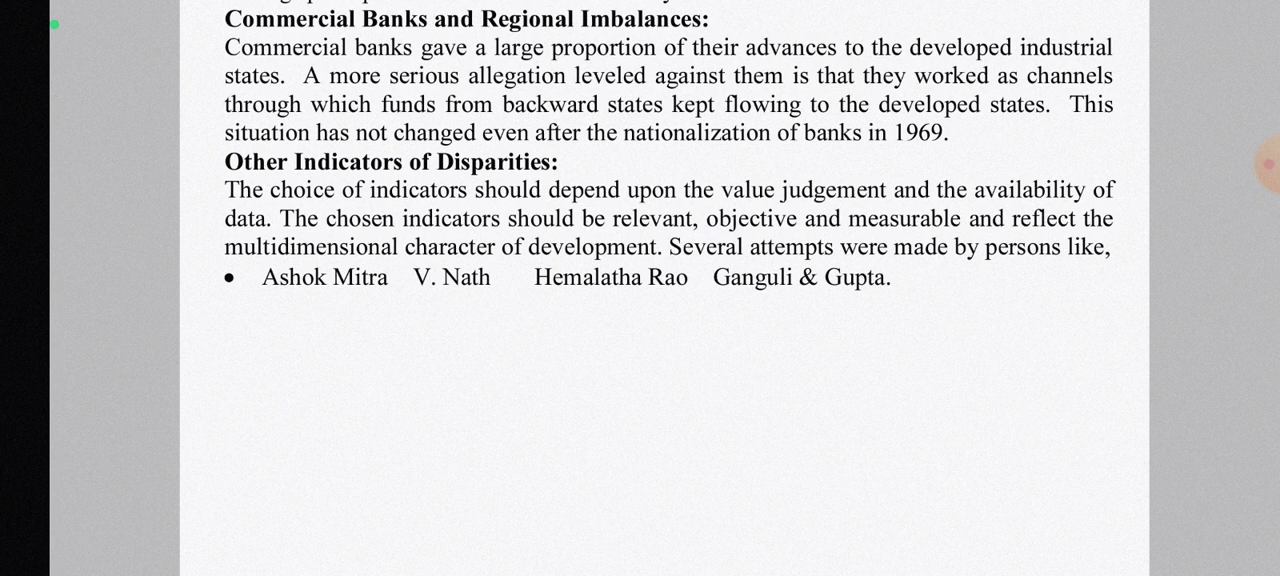 Commercial Banks and Regional Imbalances:
Commercial banks gave a large proportion of their advances to the developed industrial
states. A more serious allegation leveled against them is that they worked as channels
through which funds from backward states kept flowing to the developed states. This
situation has not changed even after the nationalization of banks in 1969.
Other Indicators of Disparities:
The choice of indicators should depend upon the value judgement and the availability of
data. The chosen indicators should be relevant, objective and measurable and reflect the
multidimensional character of development. Several attempts were made by persons like,
• Ashok Mitra V. Nath Hemalatha Rao Ganguli & Gupta.